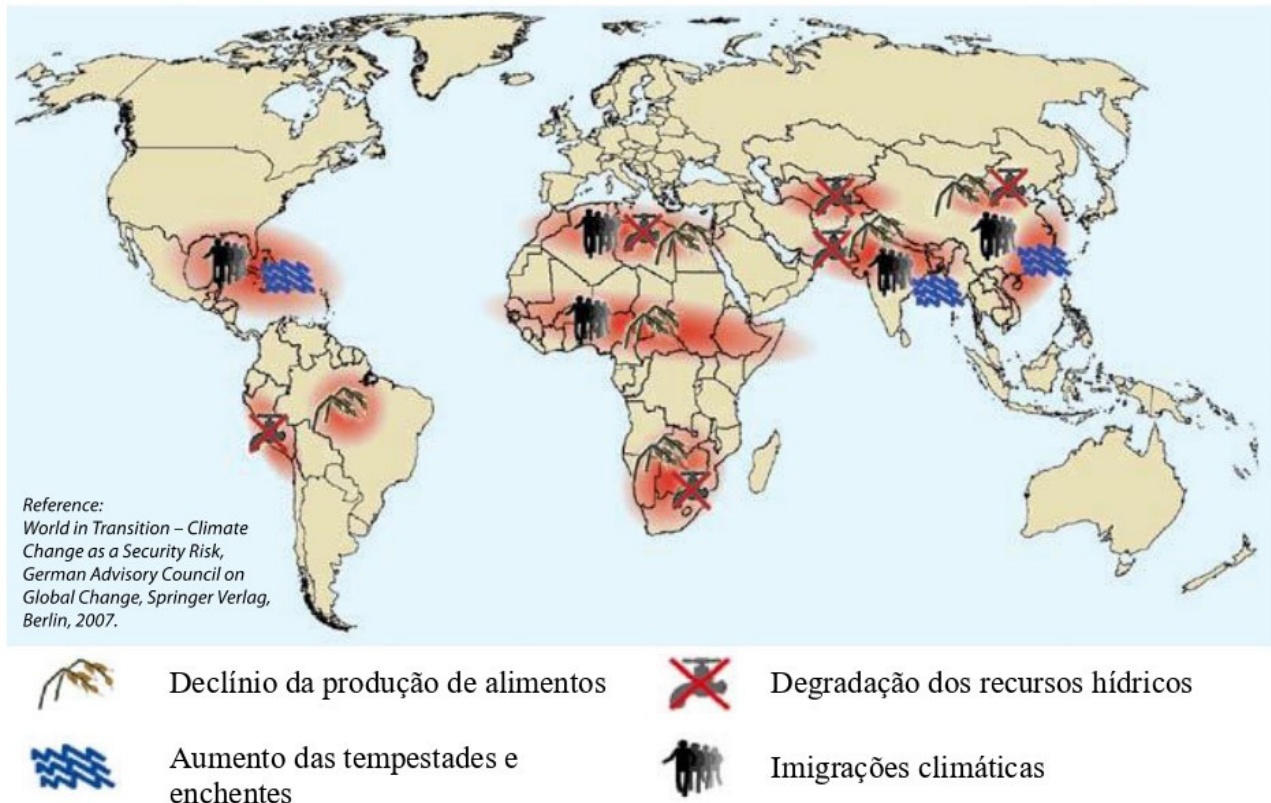 Reference:
World in Transition – Climate
Change as a Security Risk,
German Advisory Council on
Global Change, Springer Verlag,
Berlin, 2007.
Declínio da produção de alimentos
Degradação dos recursos hídricos
Aumento das tempestades e
enchentes
Imigrações climáticas